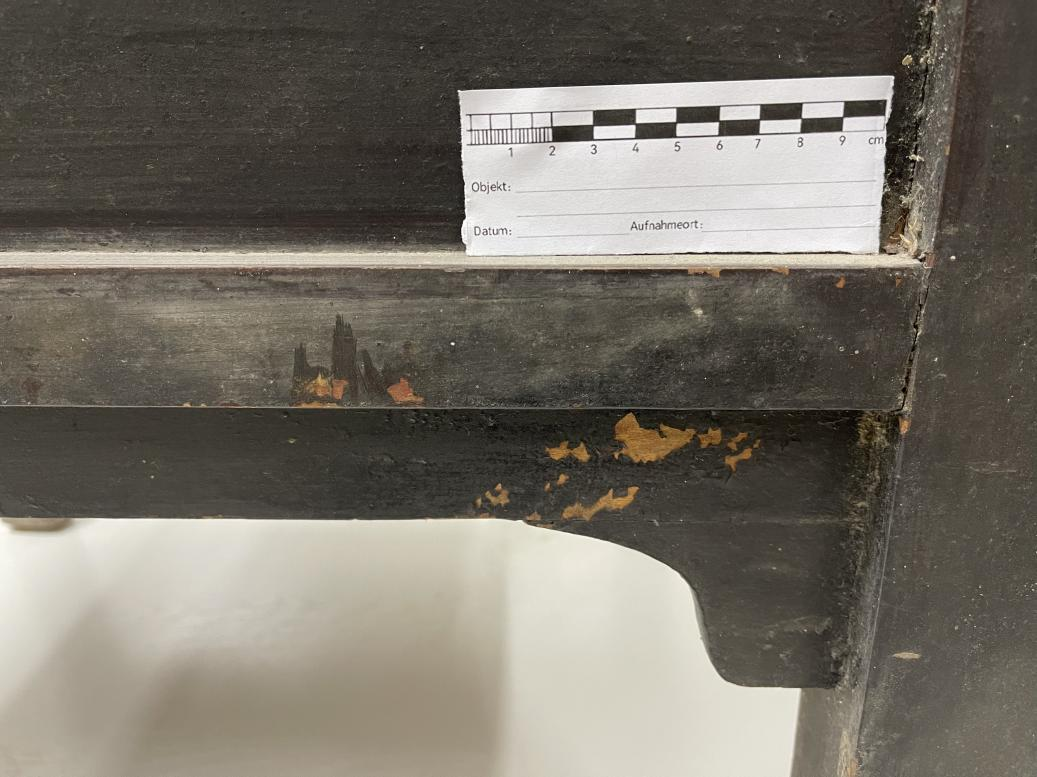 1 2 3 4 5 6 7 8 9 cm
Objekt:
Datum: Aufnahmeort: